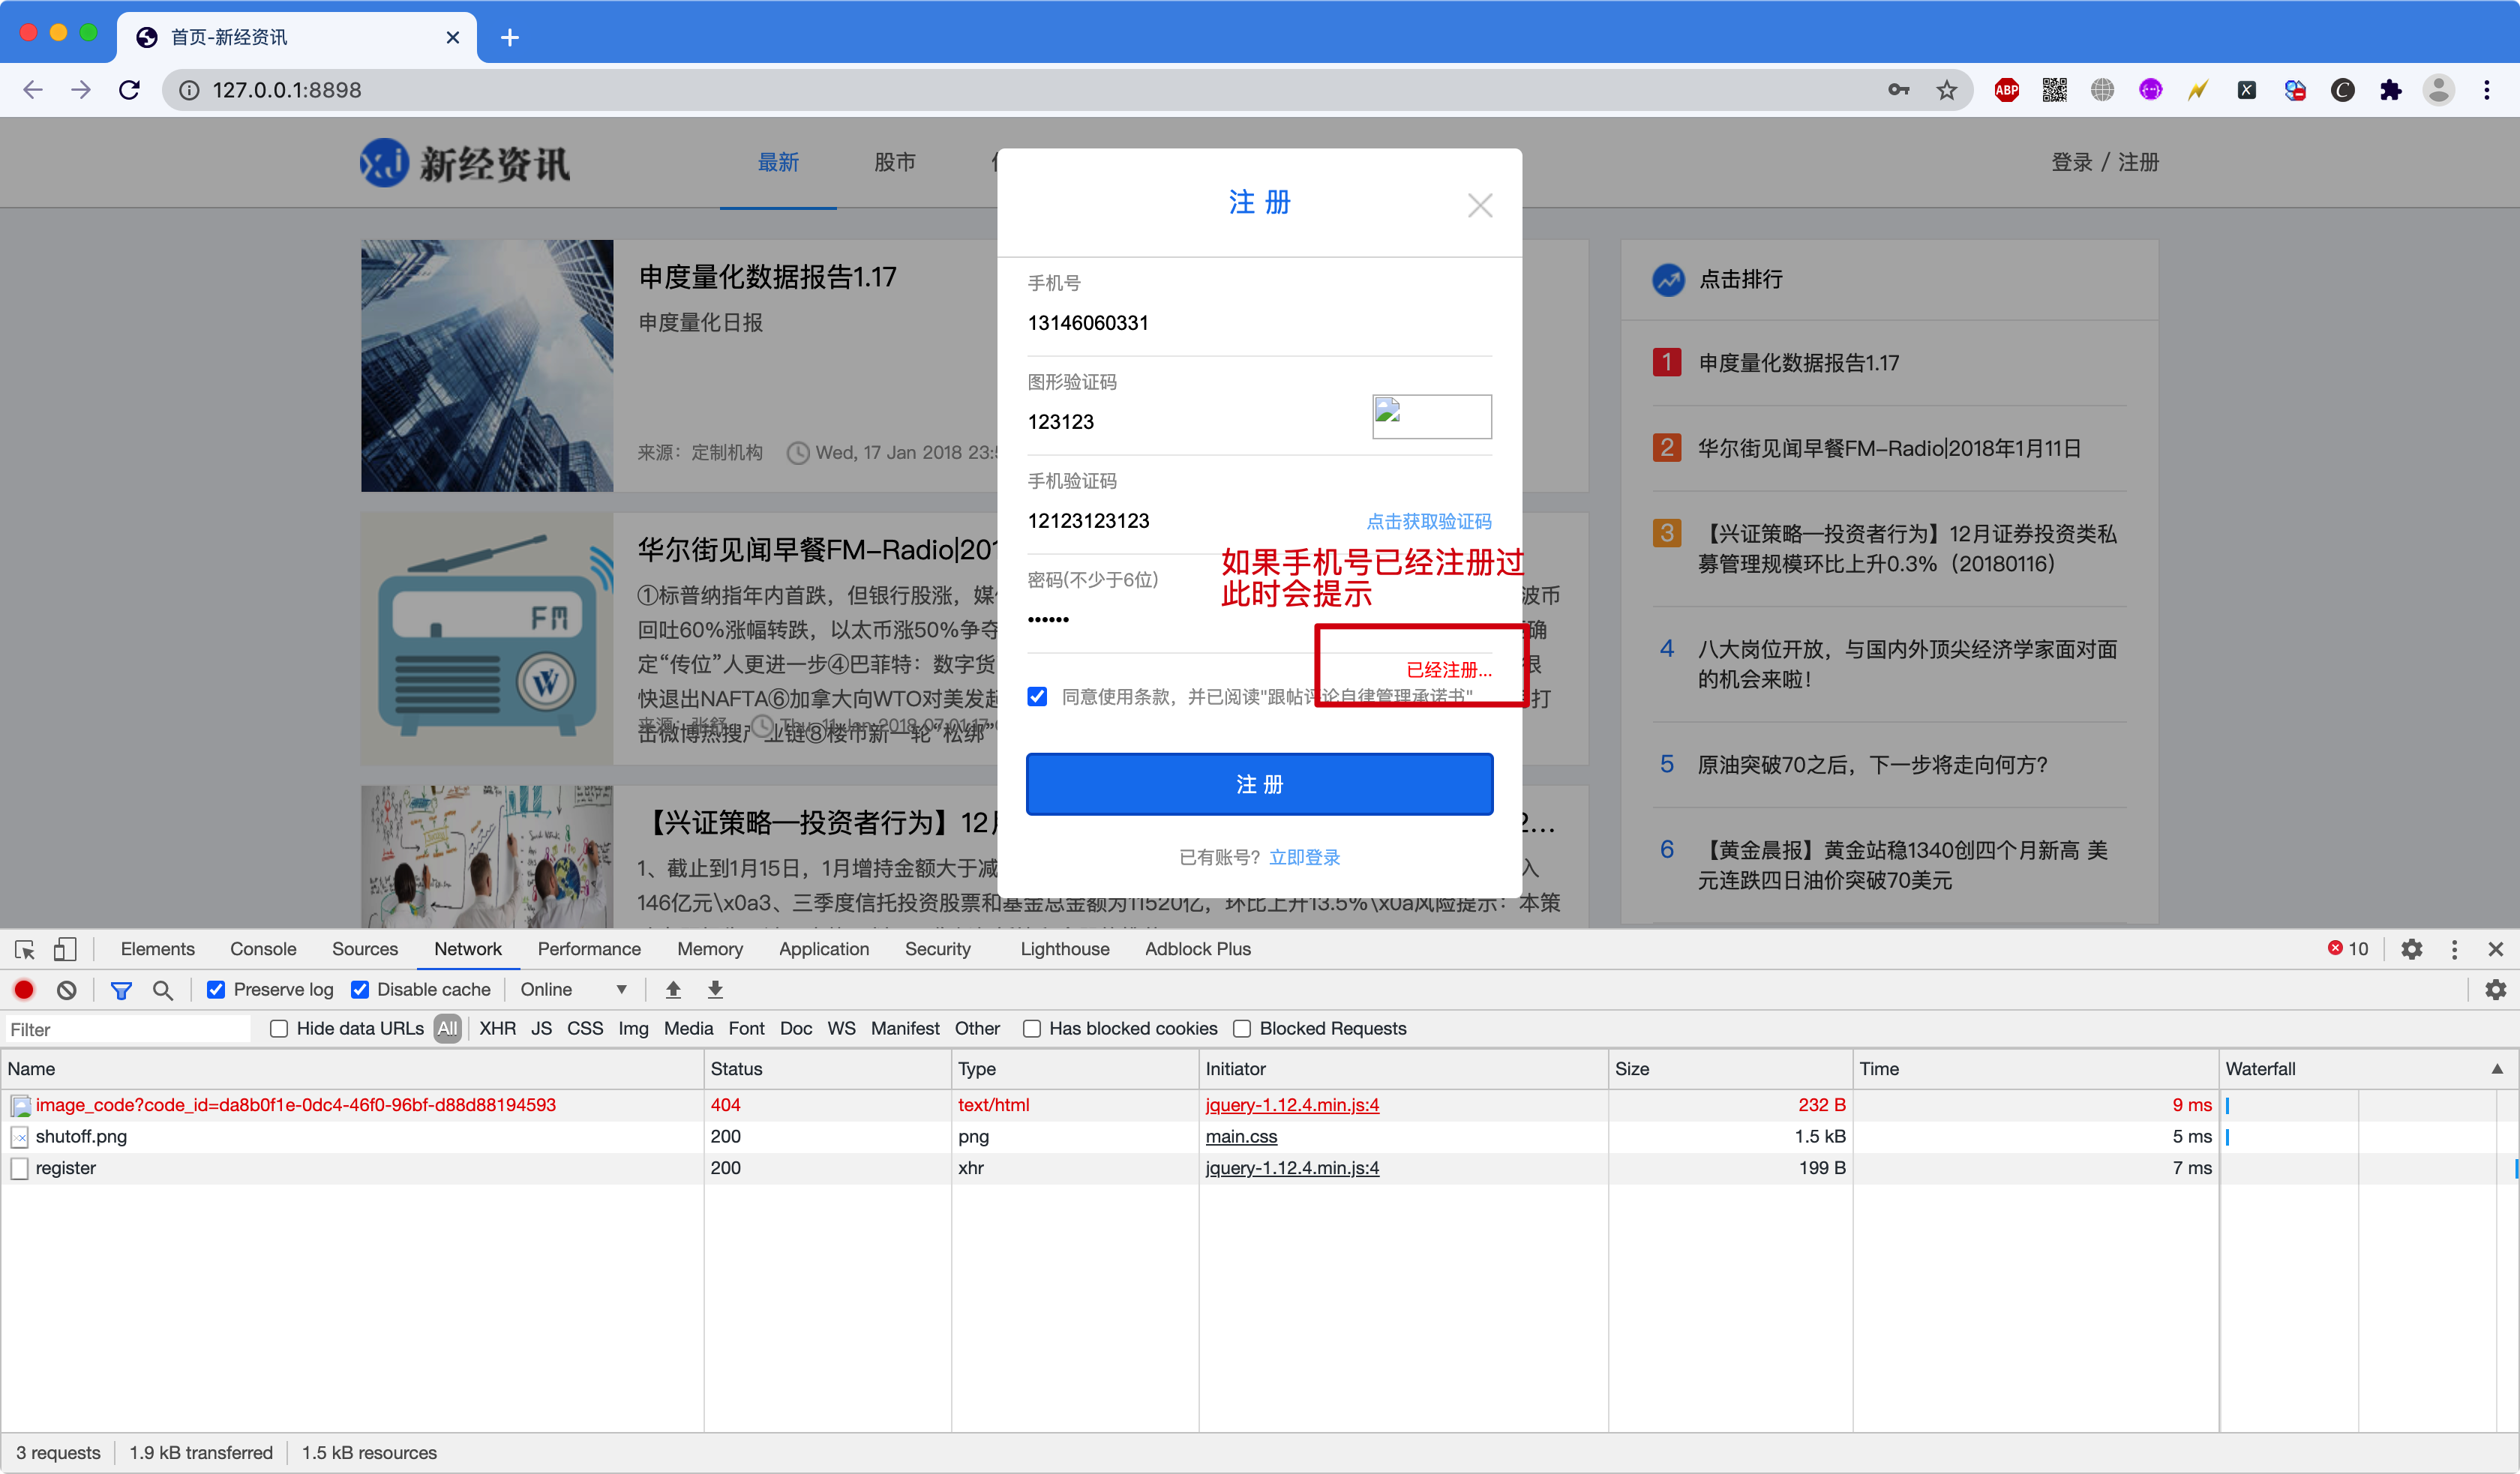 首页-新经资讯
127.0.0.1:8898
ABP
新经资讯
最新
股市
登录 / 注册
注 册
手机号
13146060331
图形验证码
123123
手机验证码
12123123123
点击获取验证码
如果手机号已经注册过
此时会提示
密码(不少于6位)
••••••
已经注册...
同意使用条款，并已阅读"跟帖评论自律管理承诺书"
注 册
已有账号？ 立即登录
申度量化数据报告1.17
申度量化日报
来源：定制机构
Wed, 17 Jan 2018 23:5
FM
华尔街见闻早餐FM-Radio|201
①标普纳指年内首跌，但银行股涨，媒
波币
回吐60%涨幅转跌，以太币涨50%争夺
确
定“传位”人更进一步④巴菲特：数字货
快退出NAFTA⑥加拿大向WTO对美发起
打
来源：张舒
Thu, 11 Jan 2018 07:01:17
击微博热搜产业链⑧楼市新一轮“松绑”
【兴证策略—投资者行为】12月
2...
1、截止到1月15日，1月增持金额大于减
入
146亿元\x0a3、三季度信托投资股票和基金总金额为11520亿，环比上升13.5%\x0a风险提示：本策
点击排行
1 申度量化数据报告1.17
2 华尔街见闻早餐FM-Radio|2018年1月11日
3 【兴证策略—投资者行为】12月证券投资类私
募管理规模环比上升0.3%（20180116）
4 八大岗位开放，与国内外顶尖经济学家面对面
的机会来啦！
5 原油突破70之后，下一步将走向何方？
6 【黄金晨报】黄金站稳1340创四个月新高 美
元连跌四日油价突破70美元
Elements Console Sources Network Performance Memory Application Security Lighthouse Adblock Plus
10
Preserve log Disable cache Online
Filter
Hide data URLs All XHR JS CSS Img Media Font Doc WS Manifest Other Has blocked cookies Blocked Requests
Name Status Type Initiator Size Time Waterfall
image_code?code_id=da8b0f1e-0dc4-46f0-96bf-d88d88194593 404 text/html jquery-1.12.4.min.js:4 232 B 9 ms
shutoff.png 200 png main.css 1.5 kB 5 ms
register 200 xhr jquery-1.12.4.min.js:4 199 B 7 ms
3 requests 1.9 kB transferred 1.5 kB resources